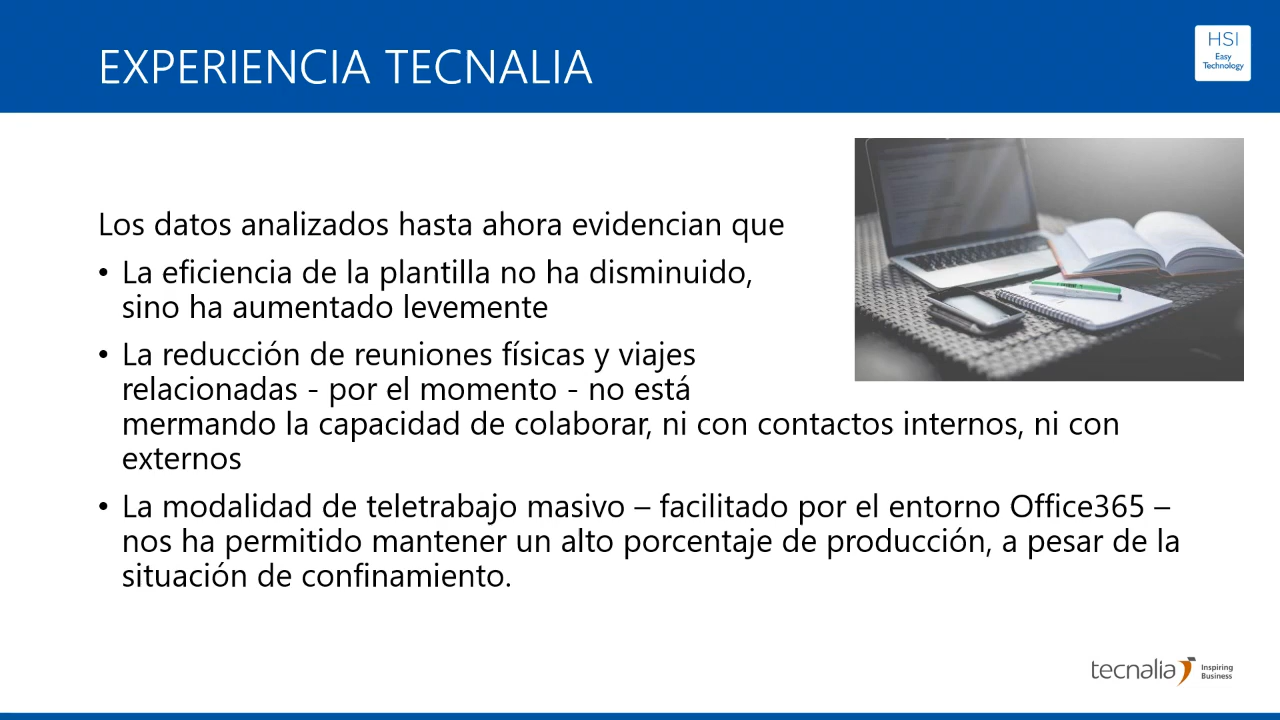 EXPERIENCIA TECNALIA
HSI
Easy
Technology
Los datos analizados hasta ahora evidencian que
• La eficiencia de la plantilla no ha disminuido,
sino ha aumentado levemente
• La reducción de reuniones físicas y viajes
relacionadas - por el momento - no está
mermando la capacidad de colaborar, ni con contactos internos, ni con
externos
• La modalidad de teletrabajo masivo – facilitado por el entorno Office365 –
nos ha permitido mantener un alto porcentaje de producción, a pesar de la
situación de confinamiento.
tecnalia Inspiring
Business